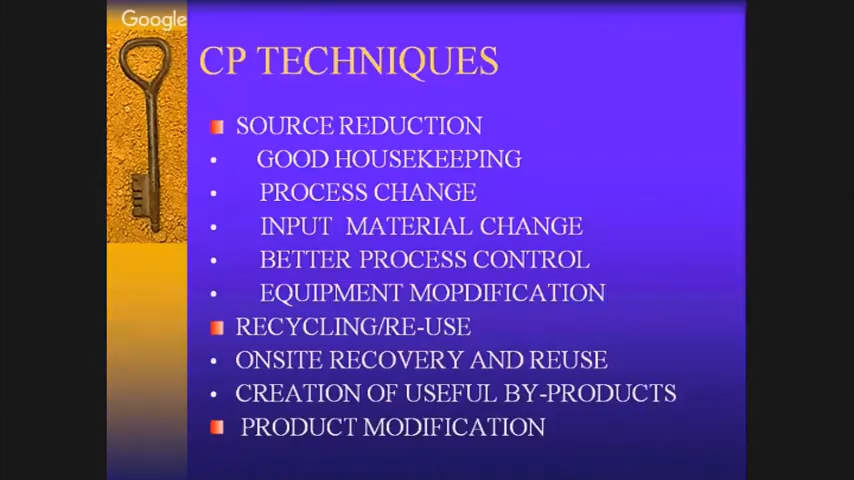 Google
CP TECHNIQUES
SOURCE REDUCTION
• GOOD HOUSEKEEPING
• PROCESS CHANGE
• INPUT MATERIAL CHANGE
• BETTER PROCESS CONTROL
• EQUIPMENT MOPDIFICATION
RECYCLING/RE-USE
• ONSITE RECOVERY AND REUSE
• CREATION OF USEFUL BY-PRODUCTS
PRODUCT MODIFICATION